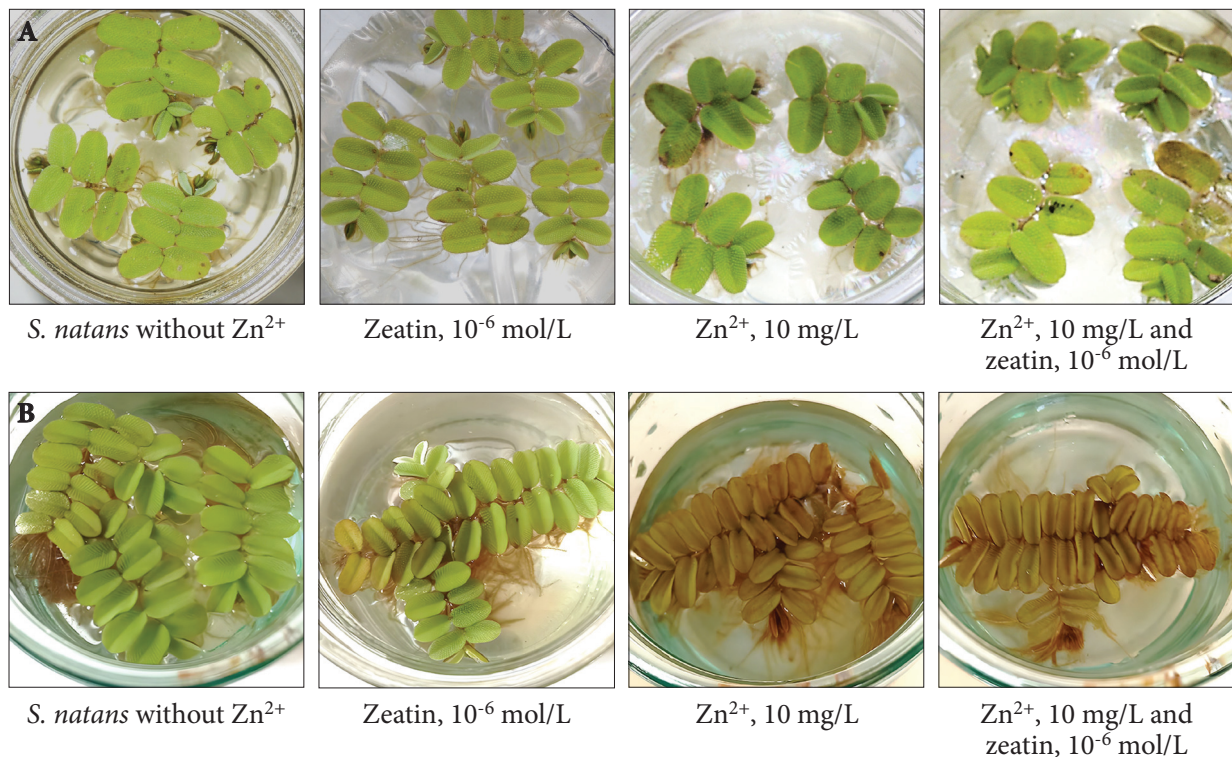 A
S. natans without Zn²⁺
Zeatin, 10⁻⁶ mol/L
Zn²⁺, 10 mg/L
Zn²⁺, 10 mg/L and
zeatin, 10⁻⁶ mol/L
B
S. natans without Zn²⁺
Zeatin, 10⁻⁶ mol/L
Zn²⁺, 10 mg/L
Zn²⁺, 10 mg/L and
zeatin, 10⁻⁶ mol/L